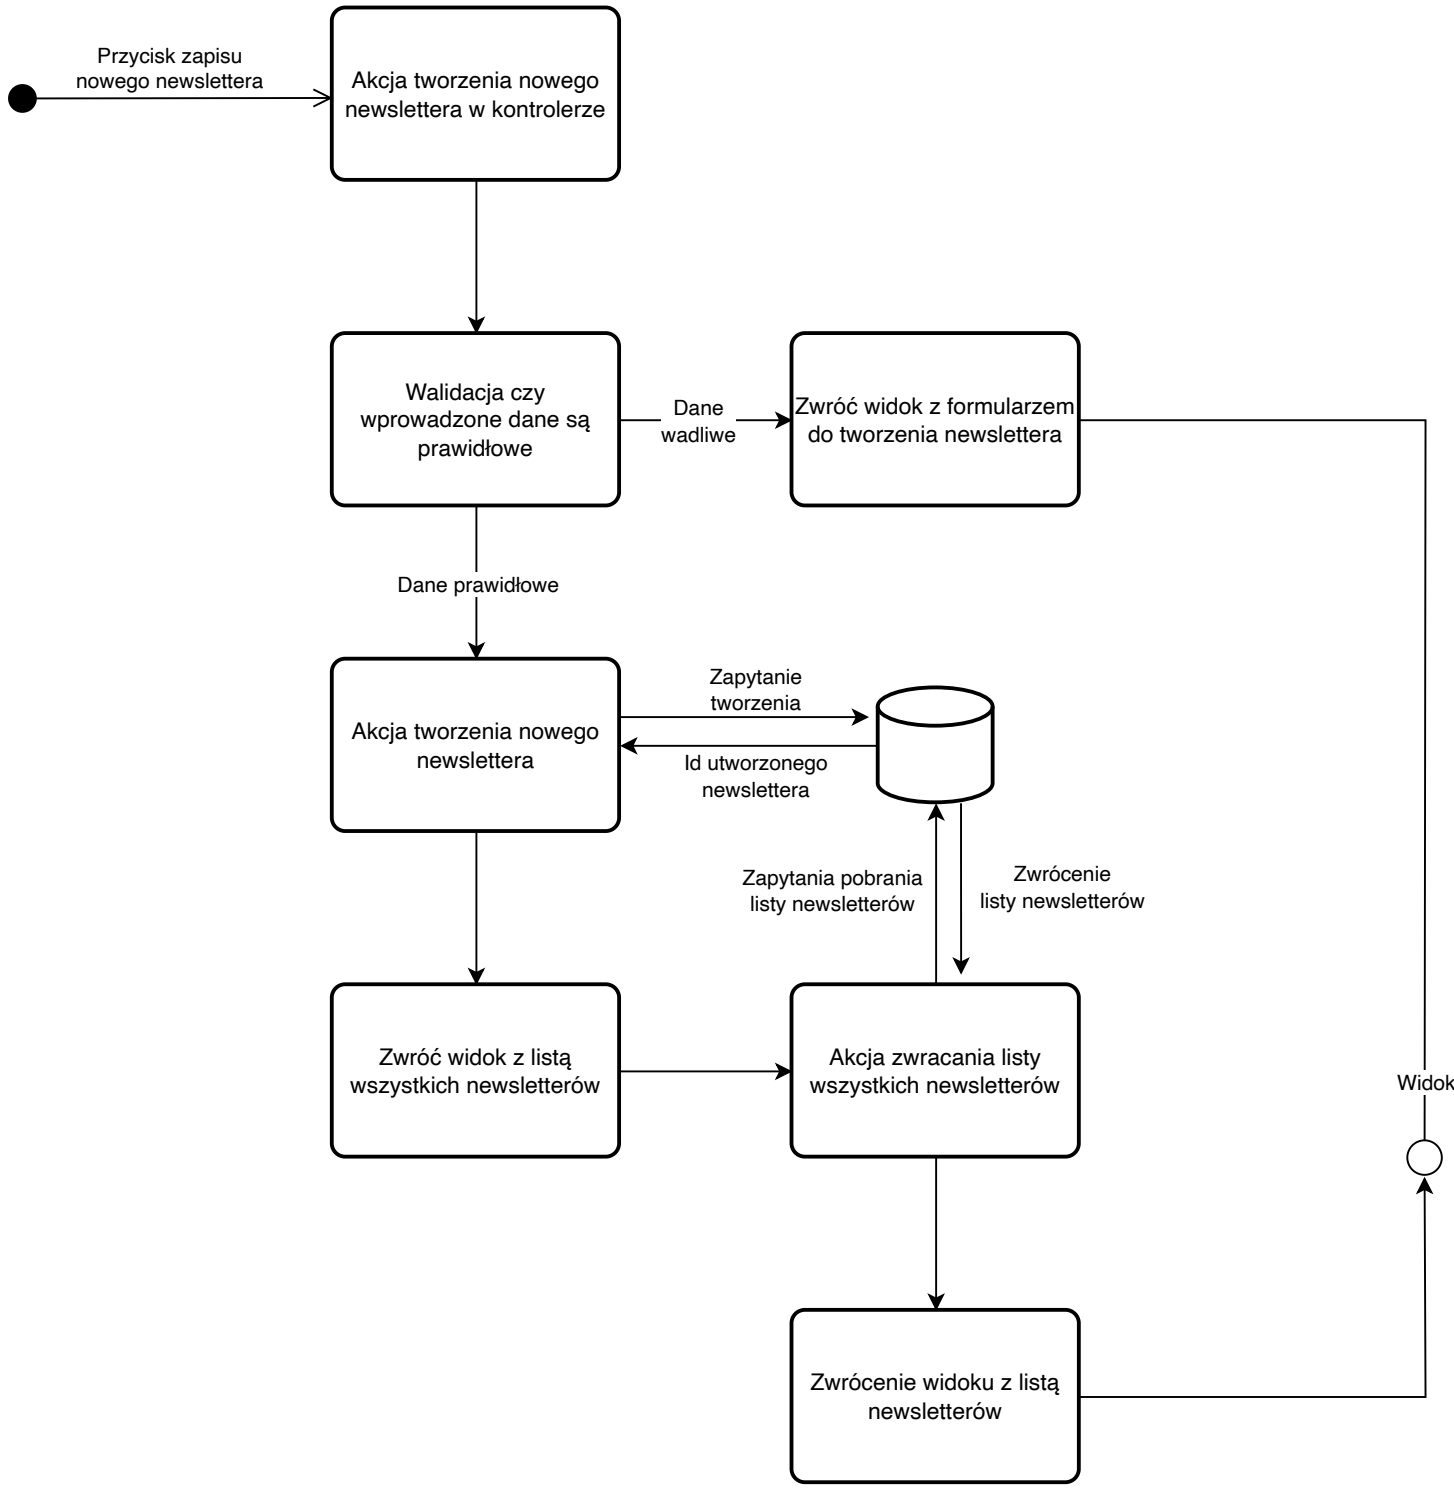 Przycisk zapisu
nowego newslettera
Akcja tworzenia nowego
newslettera w kontrolerze
Walidacja czy
wprowadzone dane są
prawidłowe
Dane
wadliwe
Zwróć widok z formularzem
do tworzenia newslettera
Dane prawidłowe
Akcja tworzenia nowego
newslettera
Zapytanie
tworzenia
Id utworzonego
newslettera
Zapytania pobrania
listy newsletterów
Zwrócenie
listy newsletterów
Zwróć widok z listą
wszystkich newsletterów
Akcja zwracania listy
wszystkich newsletterów
Widok
Zwrócenie widoku z listą
newsletterów